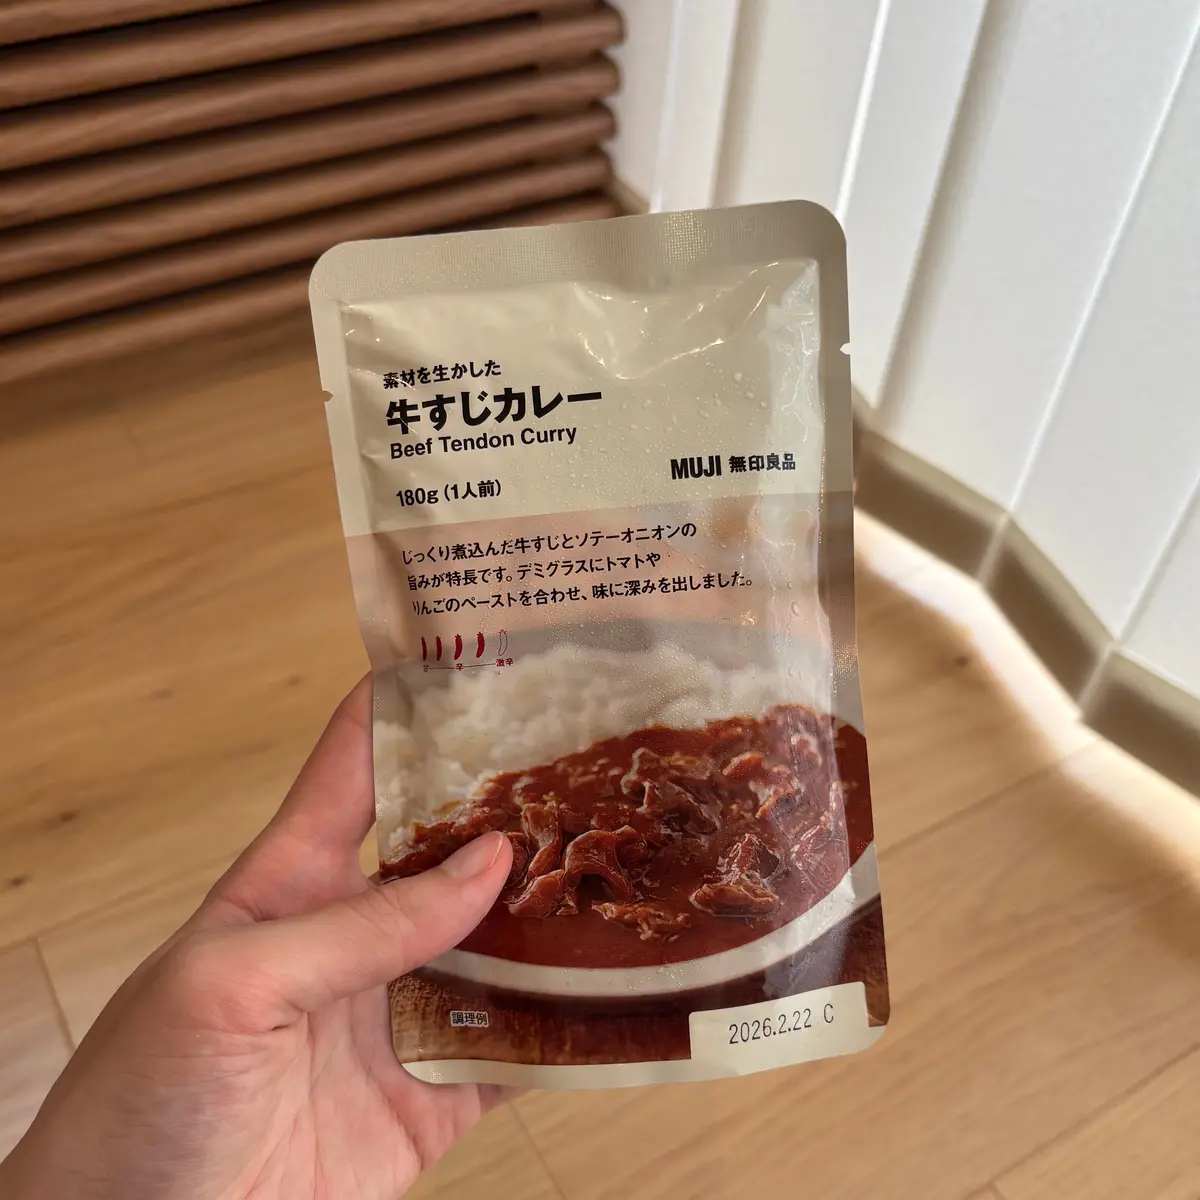 素材を生かした
牛すじカレー
Beef Tendon Curry
180g（1人前）
MUJI 無印良品
じっくり煮込んだ牛すじとソテーオニオンの
旨みが特長です。デミグラスにトマトや
りんごのペーストを合わせ、味に深みを出しました。
辛 激辛
調理例
2026.2.22 C